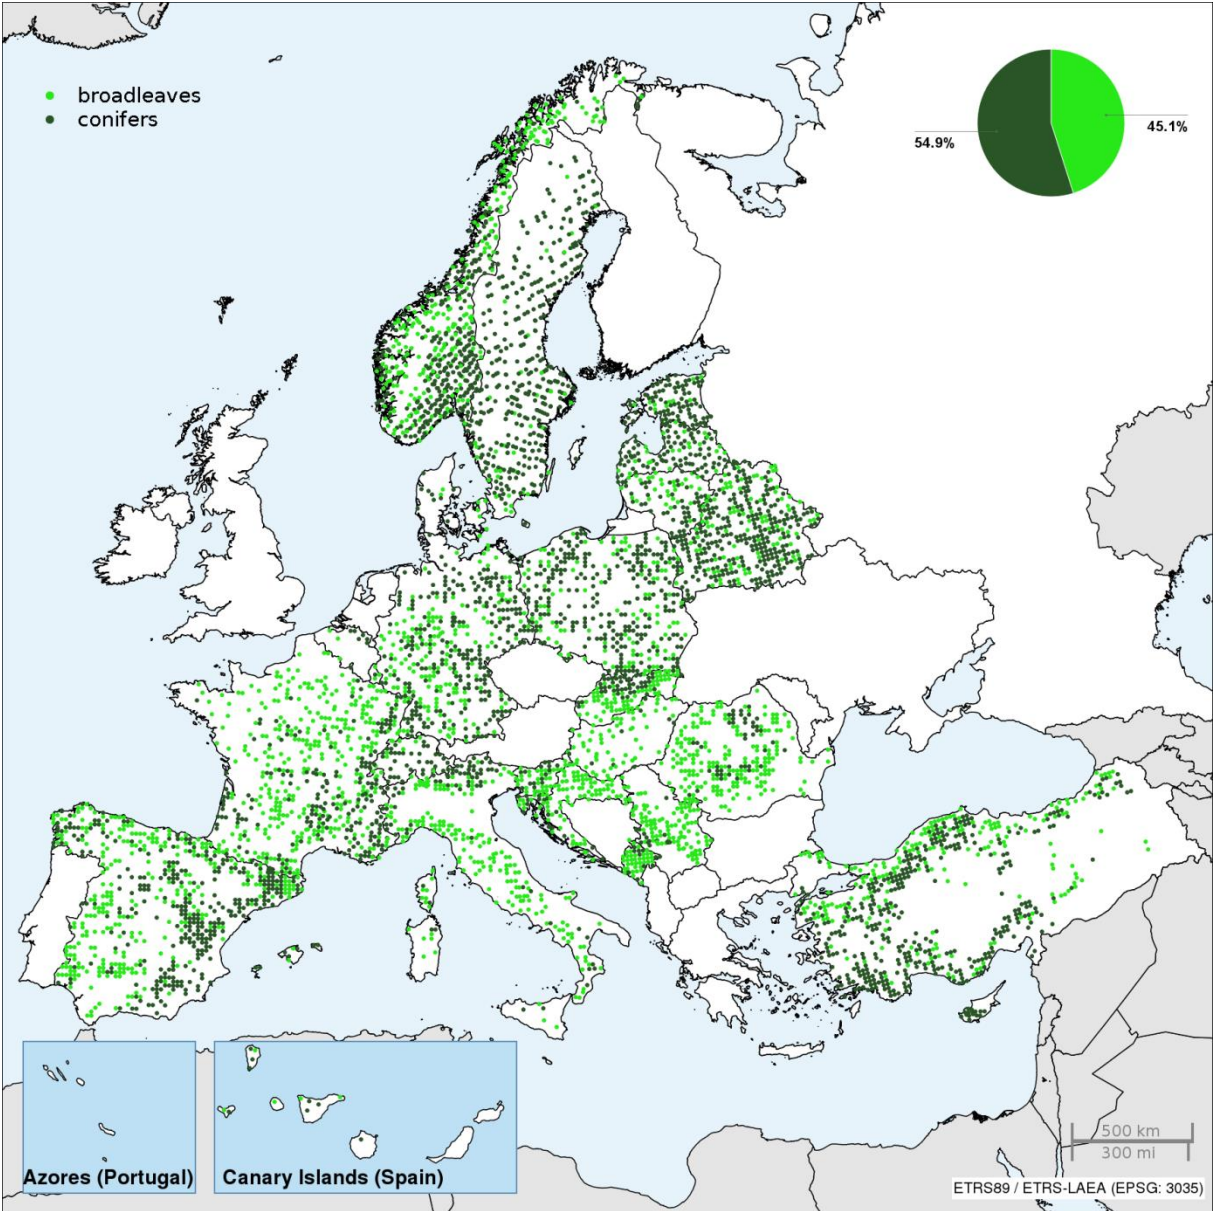 broadleaves
conifers
54.9%
45.1%
Azores (Portugal)
Canary Islands (Spain)
500 km
300 mi
ETRS89 / ETRS-LAEA (EPSG: 3035)